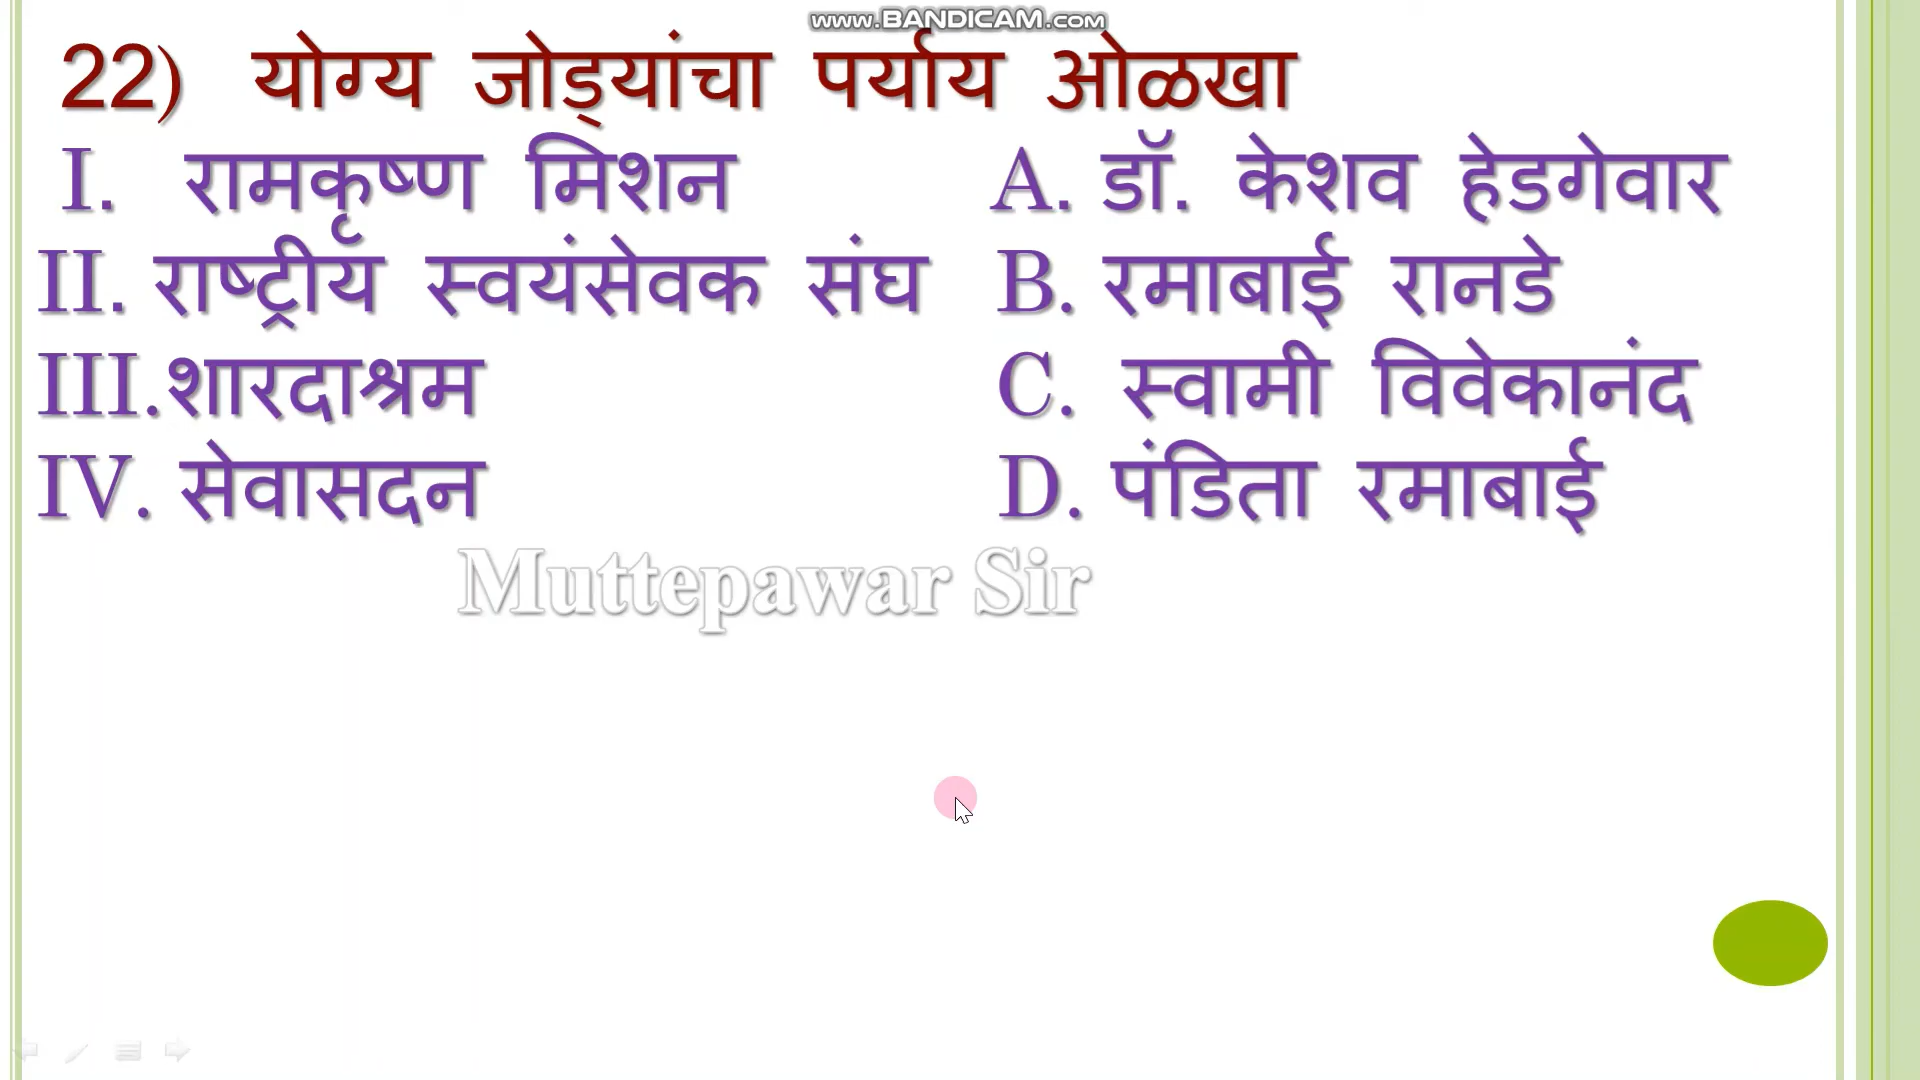 www.BANDICAM.com
22) योग्य जोड्यांचा पर्याय ओळखा
I. रामकृष्ण मिशन A. डॉ. केशव हेडगेवार
II. राष्ट्रीय स्वयंसेवक संघ B. रमाबाई रानडे
III.शारदाश्रम C. स्वामी विवेकानंद
IV. सेवासदन D. पंडिता रमाबाई
Muttepawar Sir